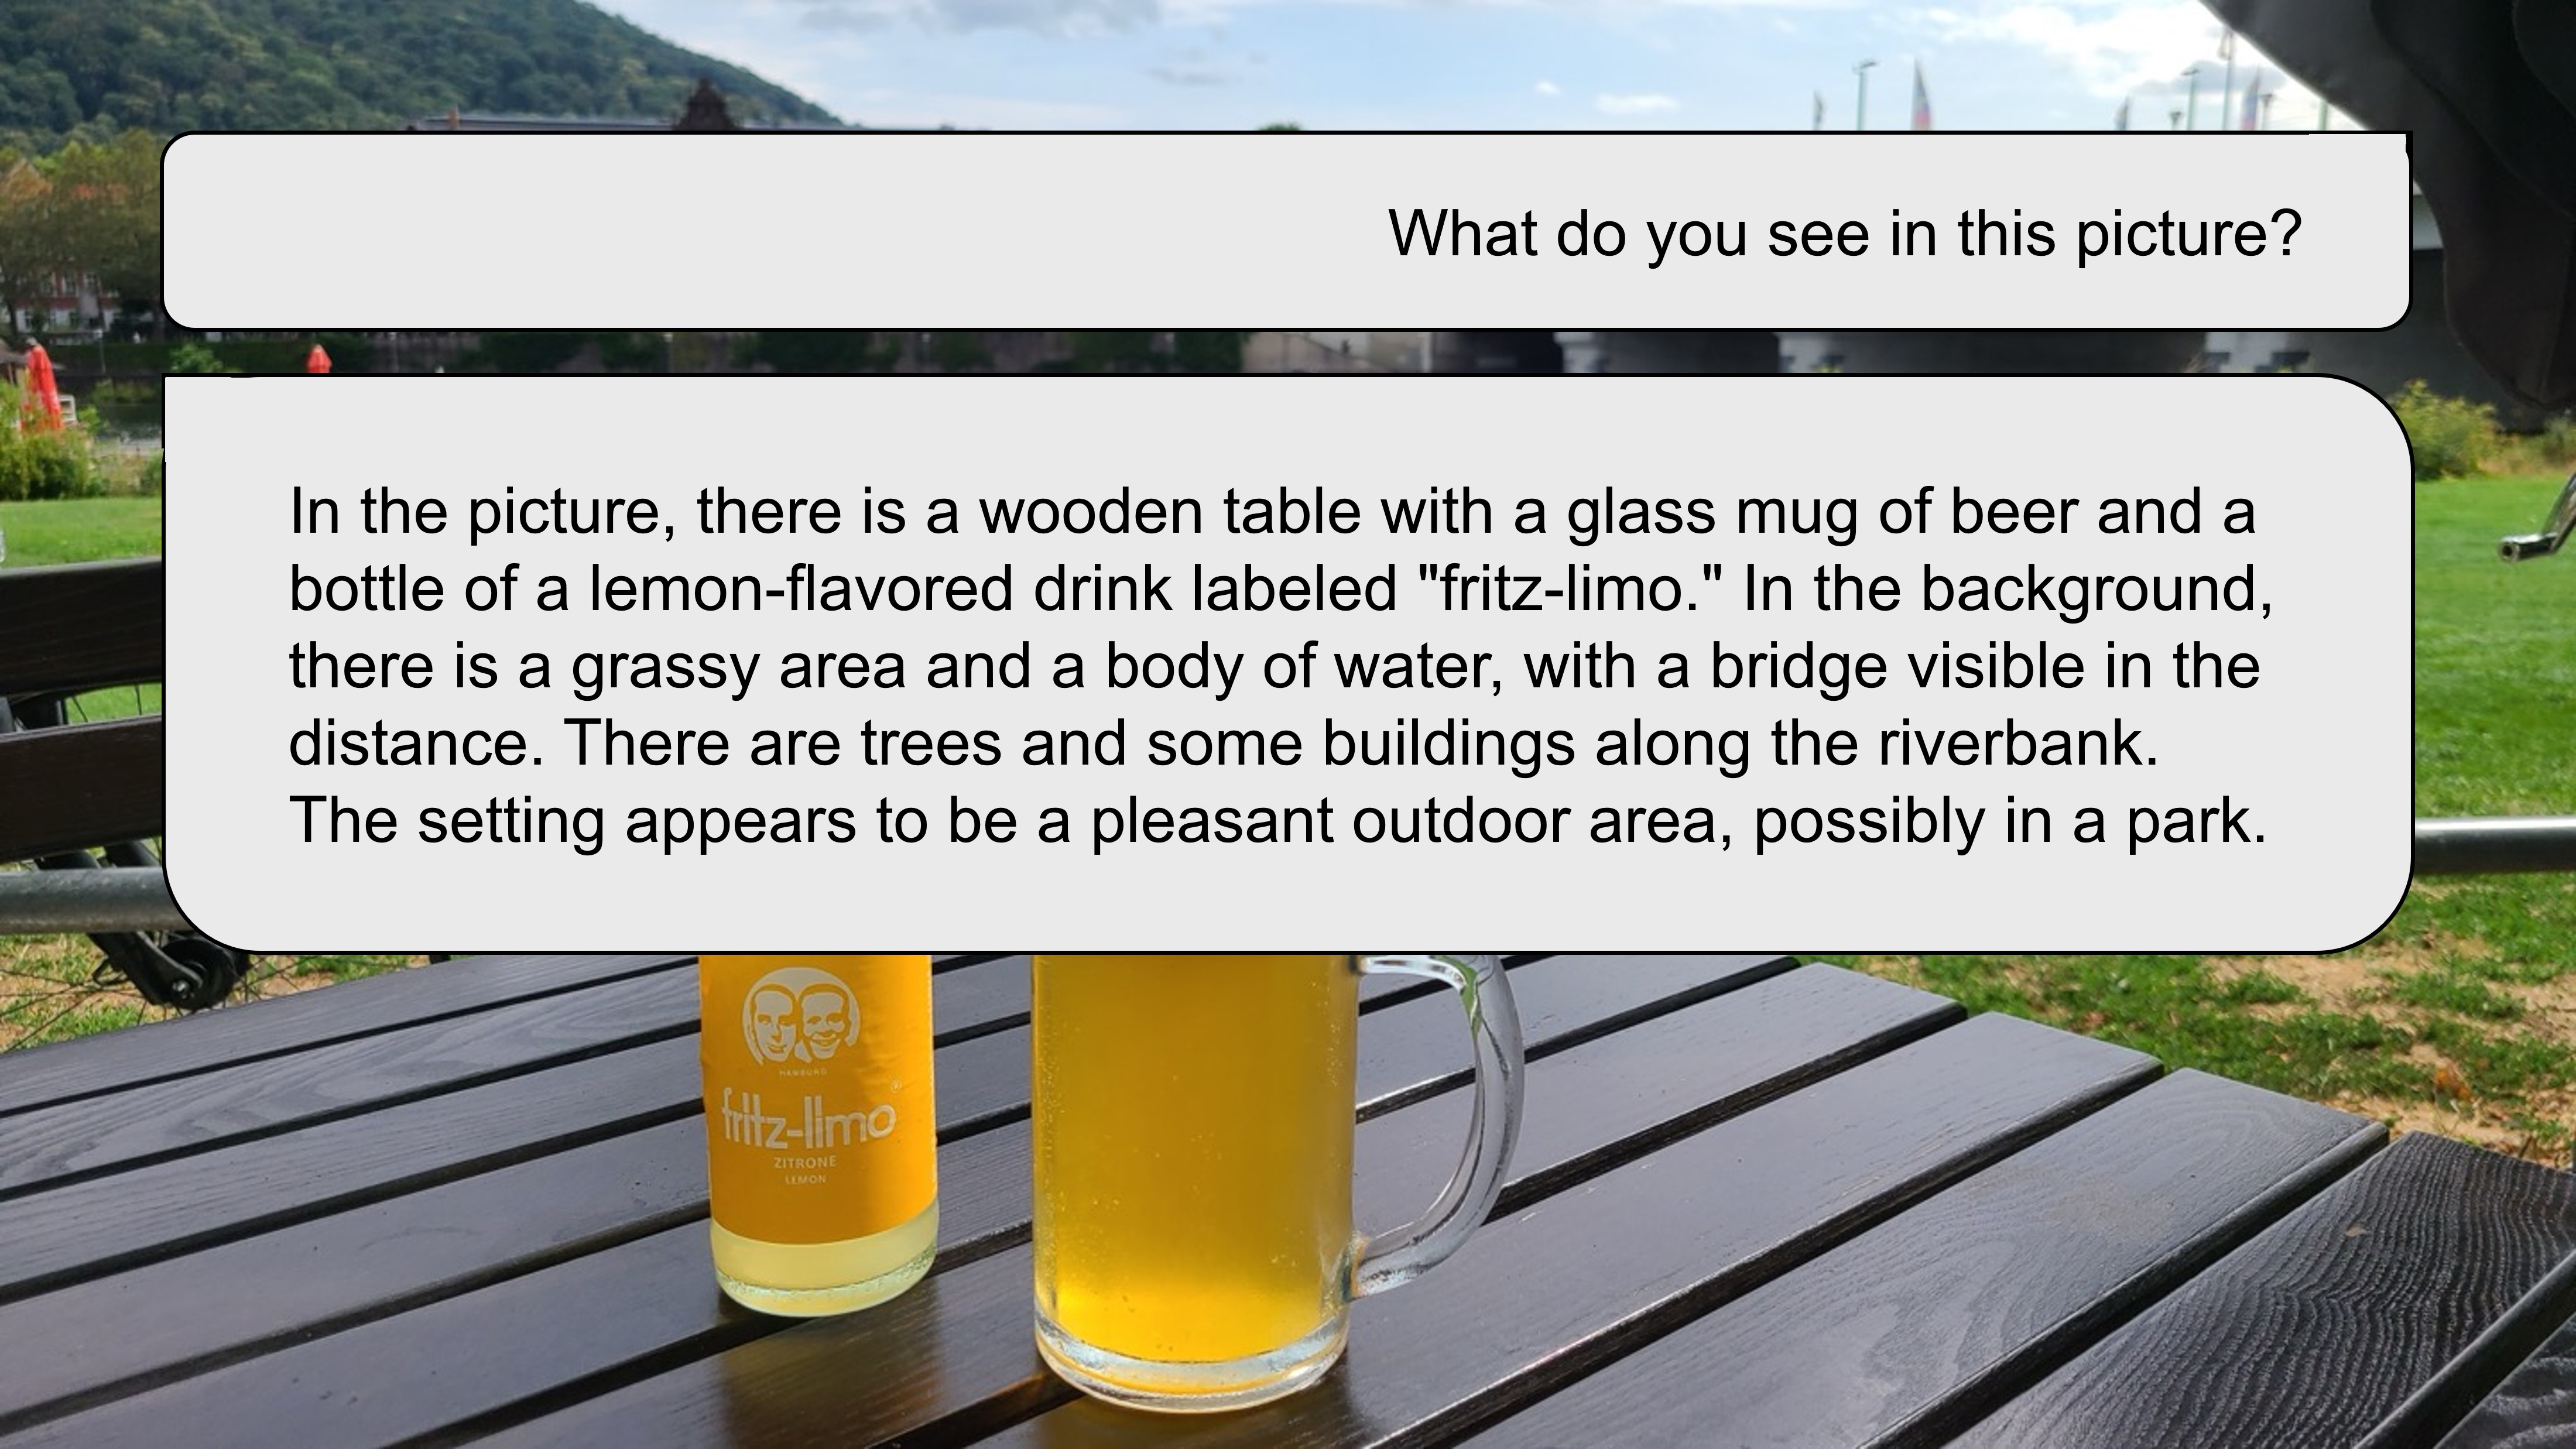 What do you see in this picture?
In the picture, there is a wooden table with a glass mug of beer and a
bottle of a lemon-flavored drink labeled "fritz-limo." In the background,
there is a grassy area and a body of water, with a bridge visible in the
distance. There are trees and some buildings along the riverbank.
The setting appears to be a pleasant outdoor area, possibly in a park.
HAMBURG
fritz-limo®
ZITRONE
LEMON